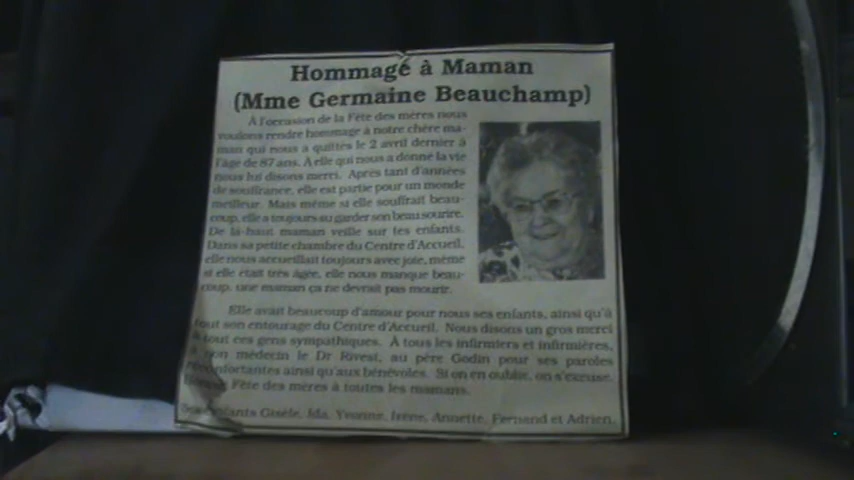 Hommage à Maman
(Mme Germaine Beauchamp)
À l'occasion de la Fête des mères nous
voulons rendre hommage à notre chère ma-
man qui nous a quittés le 2 avril dernier à
l'âge de 87 ans. À elle qui nous a donné la vie
nous lui disons merci. Après tant d'années
de souffrance, elle est partie pour un monde
meilleur. Mais même si elle souffrait beau-
coup, elle a toujours su garder son beau sourire.
De là-haut maman veille sur tes enfants.
Dans sa petite chambre du Centre d'Accueil,
elle nous accueillait toujours avec joie, même
si elle était très âgée, elle nous manque beau-
coup, une maman ça ne devrait pas mourir.
Elle avait beaucoup d'amour pour nous ses enfants, ainsi qu'à
tout son entourage du Centre d'Accueil. Nous disons un gros merci
à tout ces gens sympathiques. À tous les infirmiers et infirmières,
à son médecin le Dr Rivest, au père Godin pour ses paroles
réconfortantes ainsi qu'aux bénévoles. Si on en oublie, on s'excuse.
Bonne Fête des mères à toutes les mamans.
Ses enfants Gisèle, Ida, Yvonne, Irène, Annette, Fernand et Adrien.